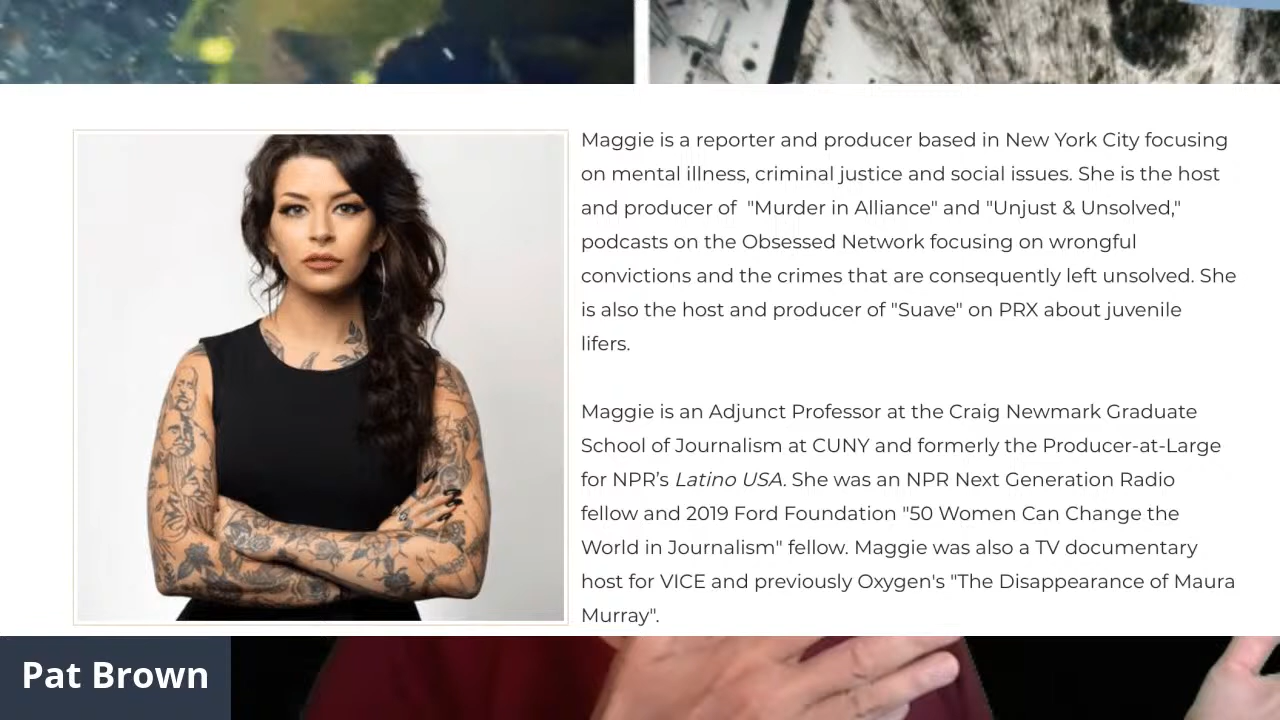 Maggie is a reporter and producer based in New York City focusing
on mental illness, criminal justice and social issues. She is the host
and producer of  "Murder in Alliance" and "Unjust & Unsolved,"
podcasts on the Obsessed Network focusing on wrongful
convictions and the crimes that are consequently left unsolved. She
is also the host and producer of "Suave" on PRX about juvenile
lifers.
Maggie is an Adjunct Professor at the Craig Newmark Graduate
School of Journalism at CUNY and formerly the Producer-at-Large
for NPR’s Latino USA. She was an NPR Next Generation Radio
fellow and 2019 Ford Foundation "50 Women Can Change the
World in Journalism" fellow. Maggie was also a TV documentary
host for VICE and previously Oxygen's "The Disappearance of Maura
Murray".
Pat Brown